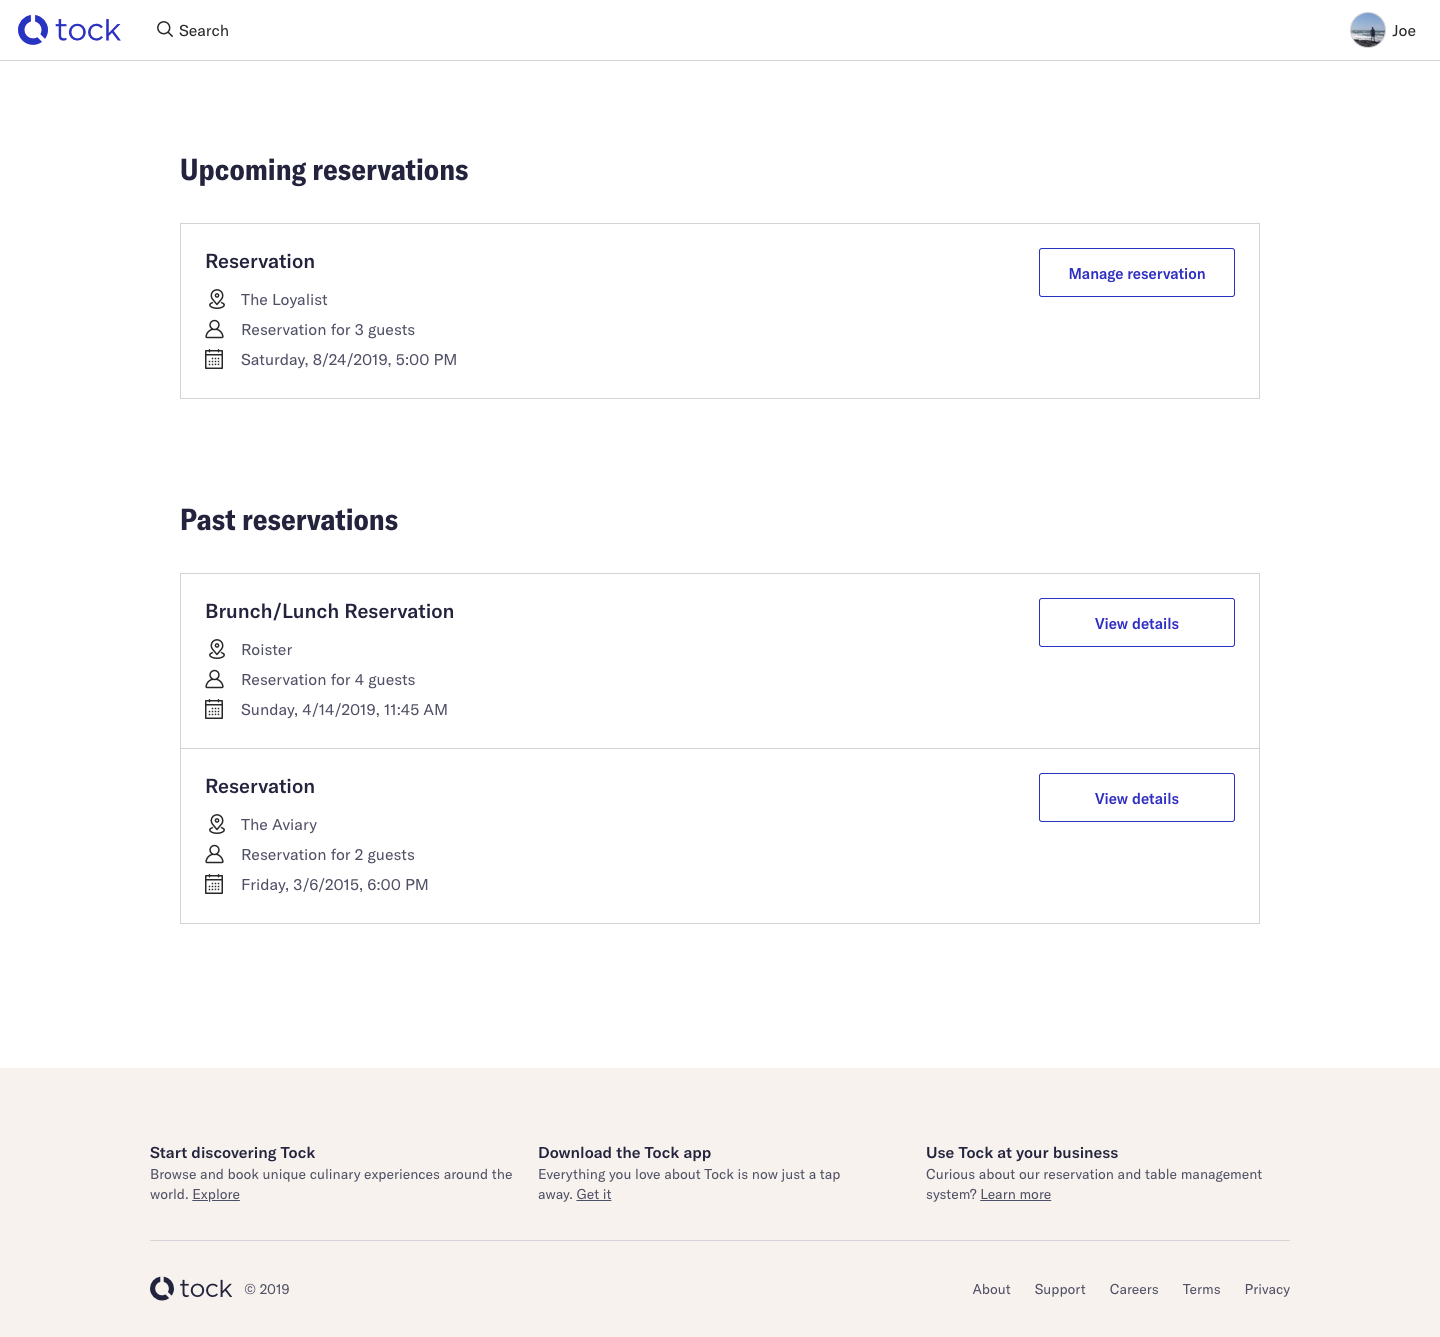 tock
Search
Joe
Upcoming reservations
Reservation
Manage reservation
The Loyalist
Reservation for 3 guests
Saturday, 8/24/2019, 5:00 PM
Past reservations
Brunch/Lunch Reservation
View details
Roister
Reservation for 4 guests
Sunday, 4/14/2019, 11:45 AM
Reservation
View details
The Aviary
Reservation for 2 guests
Friday, 3/6/2015, 6:00 PM
Start discovering Tock
Browse and book unique culinary experiences around the
world. Explore
Download the Tock app
Everything you love about Tock is now just a tap
away. Get it
Use Tock at your business
Curious about our reservation and table management
system? Learn more
tock © 2019
About Support Careers Terms Privacy